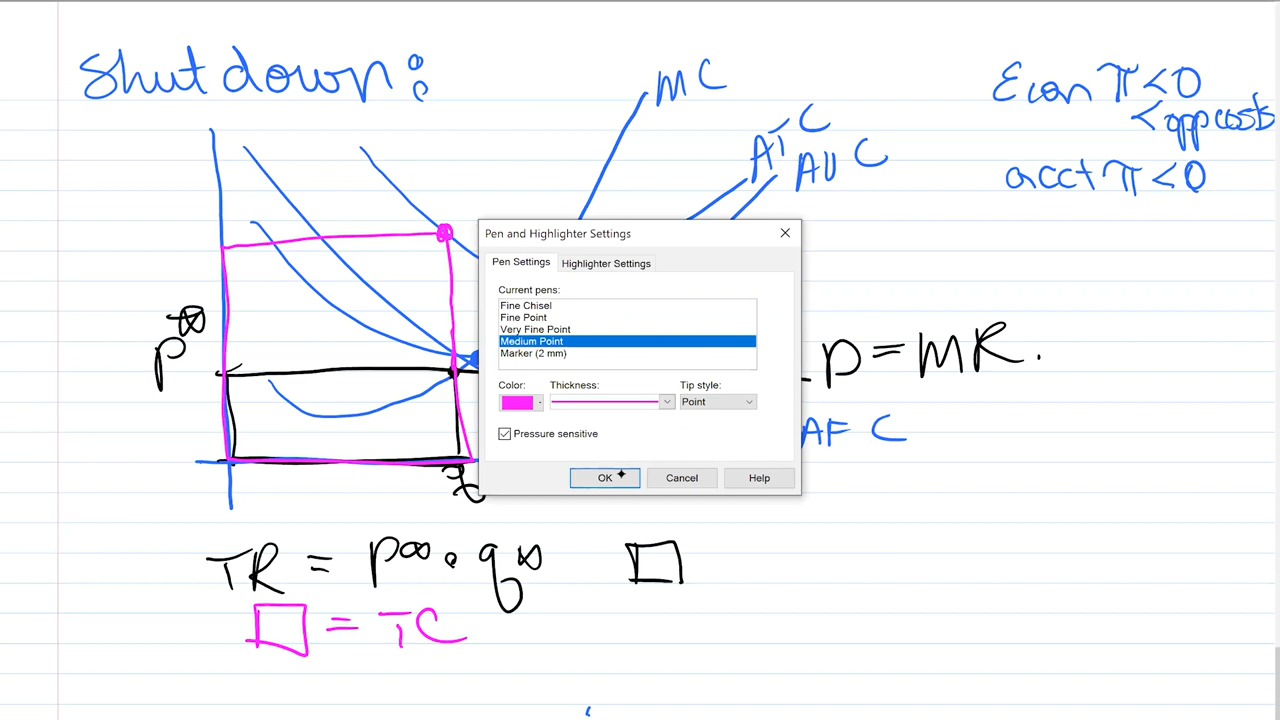 Shutdown:
MC
Econ π < 0
< opp costs
ATC
AVC
acct π < 0
Pen and Highlighter Settings
Pen Settings
Highlighter Settings
Current pens:
Fine Chisel
Fine Point
Very Fine Point
Medium Point
Marker (2 mm)
Color:
Thickness:
Tip style:
Point
Pressure sensitive
OK
Cancel
Help
P*
D = MR.
AFC
TR = P* · q*
□ = TC